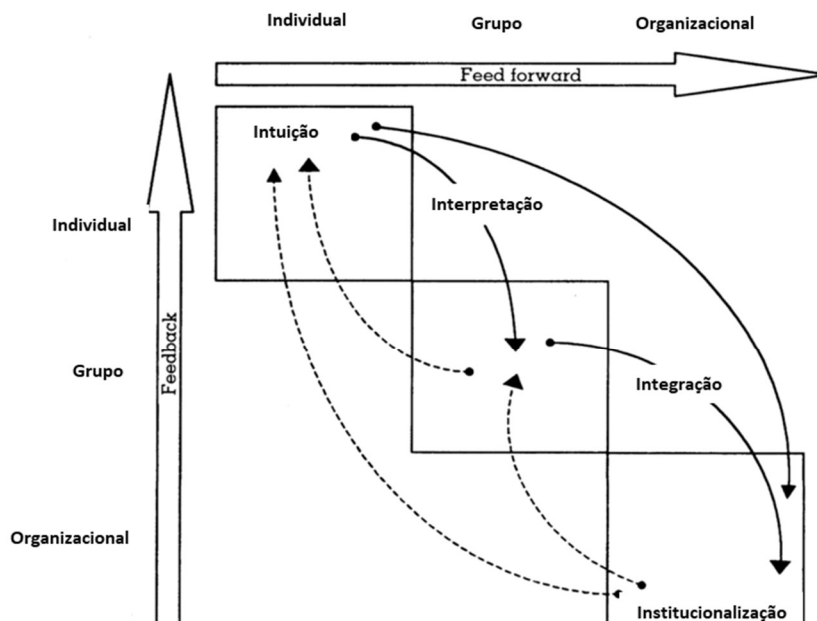 Individual
Grupo
Organizacional
Feed forward
Intuição
Interpretação
Individual
Feedback
Grupo
Integração
Organizacional
Institucionalização